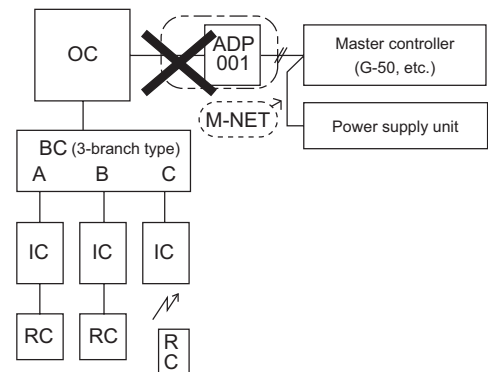 OC
ADP
001
Master controller
(G-50, etc.)
M-NET
Power supply unit
BC (3-branch type)
A B C
IC IC IC
RC RC R
C